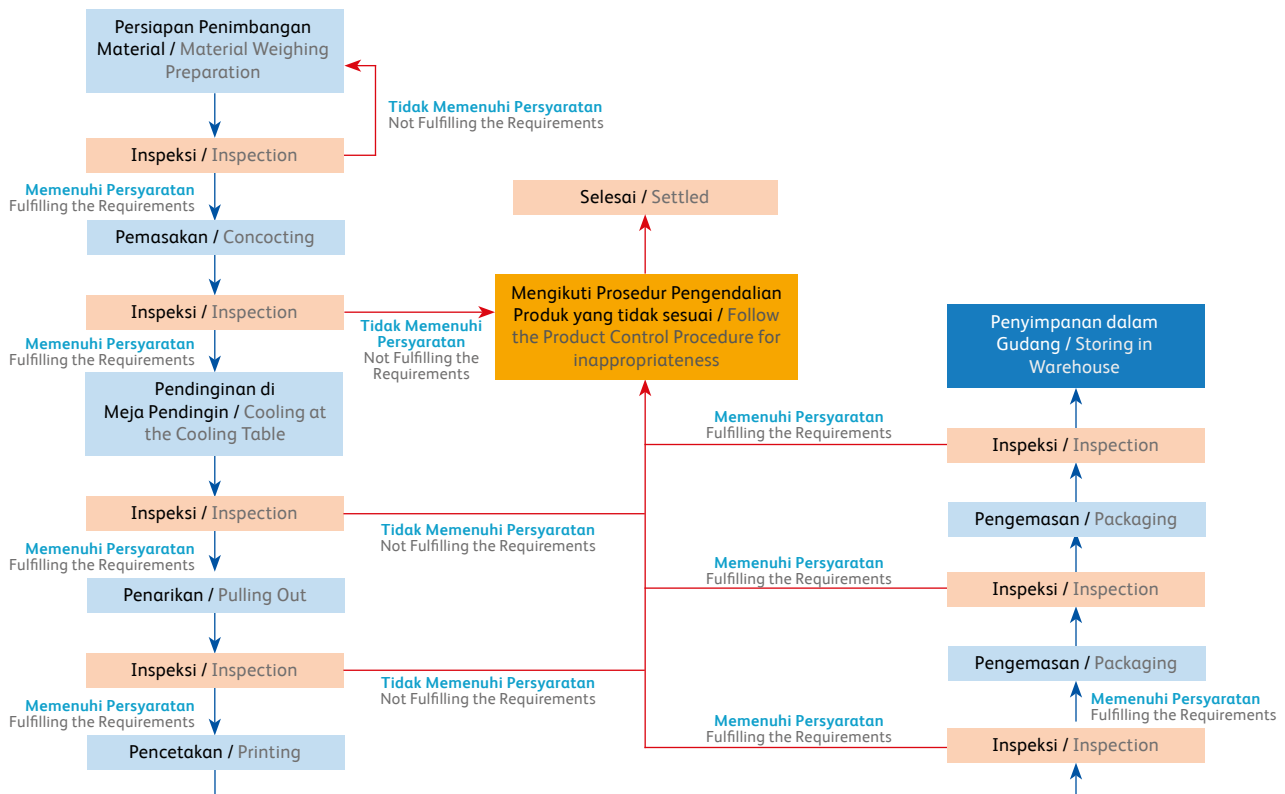 Persiapan Penimbangan
Material / Material Weighing
Preparation
Tidak Memenuhi Persyaratan
Not Fulfilling the Requirements
Inspeksi / Inspection
Memenuhi Persyaratan
Fulfilling the Requirements
Pemasakan / Concocting
Inspeksi / Inspection
Memenuhi Persyaratan
Fulfilling the Requirements
Tidak Memenuhi
Persyaratan
Not Fulfilling the
Requirements
Pendinginan di
Meja Pendingin / Cooling at
the Cooling Table
Inspeksi / Inspection
Tidak Memenuhi Persyaratan
Not Fulfilling the Requirements
Memenuhi Persyaratan
Fulfilling the Requirements
Penarikan / Pulling Out
Inspeksi / Inspection
Tidak Memenuhi Persyaratan
Not Fulfilling the Requirements
Memenuhi Persyaratan
Fulfilling the Requirements
Pencetakan / Printing
Selesai / Settled
Mengikuti Prosedur Pengendalian
Produk yang tidak sesuai / Follow
the Product Control Procedure for
inappropriateness
Penyimpanan dalam
Gudang / Storing in
Warehouse
Memenuhi Persyaratan
Fulfilling the Requirements
Inspeksi / Inspection
Pengemasan / Packaging
Memenuhi Persyaratan
Fulfilling the Requirements
Inspeksi / Inspection
Pengemasan / Packaging
Memenuhi Persyaratan
Fulfilling the Requirements
Memenuhi Persyaratan
Fulfilling the Requirements
Inspeksi / Inspection